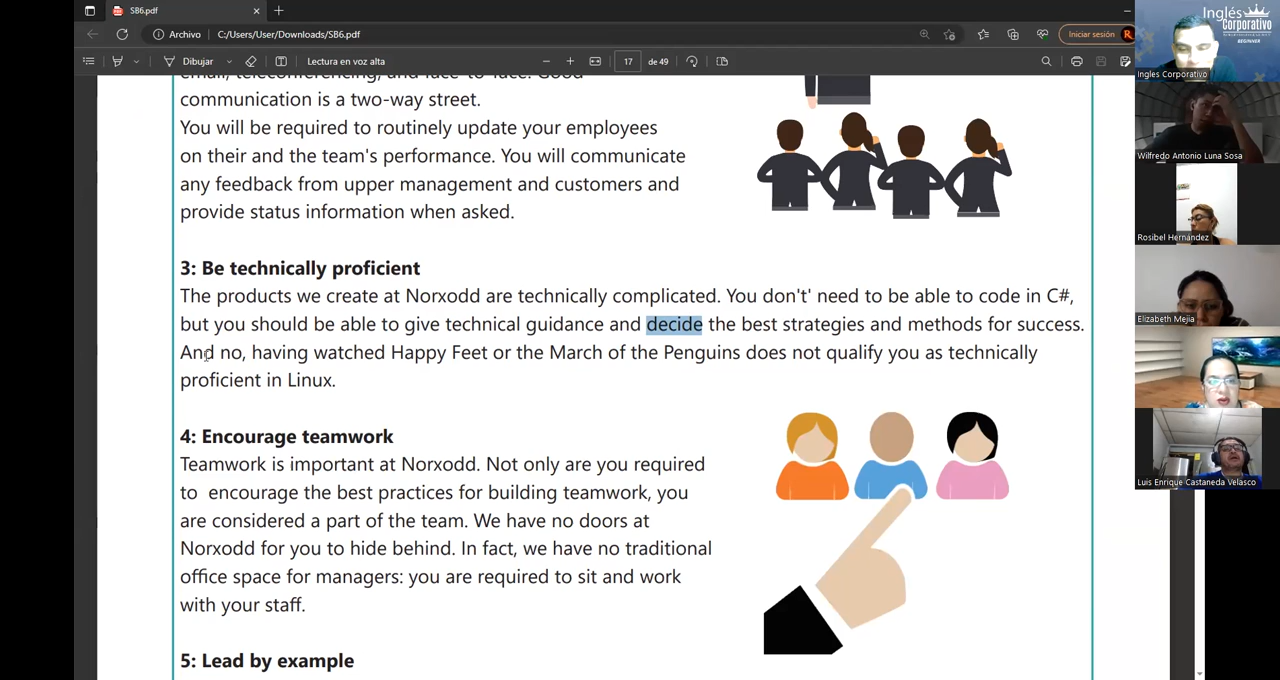 SB6.pdf
Archivo
C:/Users/User/Downloads/SB6.pdf
Iniciar sesión
R
Dibujar
Lectura en voz alta
17
de 49
email, teleconferencing, and face-to-face. Good
communication is a two-way street.
You will be required to routinely update your employees
on their and the team's performance. You will communicate
any feedback from upper management and customers and
provide status information when asked.
3: Be technically proficient
The products we create at Norxodd are technically complicated. You don't' need to be able to code in C#,
but you should be able to give technical guidance and decide the best strategies and methods for success.
And no, having watched Happy Feet or the March of the Penguins does not qualify you as technically
proficient in Linux.
4: Encourage teamwork
Teamwork is important at Norxodd. Not only are you required
to encourage the best practices for building teamwork, you
are considered a part of the team. We have no doors at
Norxodd for you to hide behind. In fact, we have no traditional
office space for managers: you are required to sit and work
with your staff.
5: Lead by example
Inglés
Corporativo
BEGINNER
Ingles Corporativo
Wilfredo Antonio Luna Sosa
Rosibel Hernández
Elizabeth Mejia
Luis Enrique Castaneda Velasco